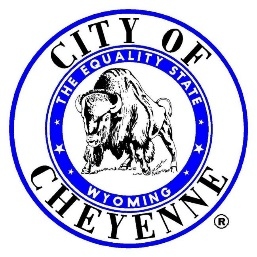 CITY OF
THE EQUALITY STATE
WYOMING
CHEYENNE
®